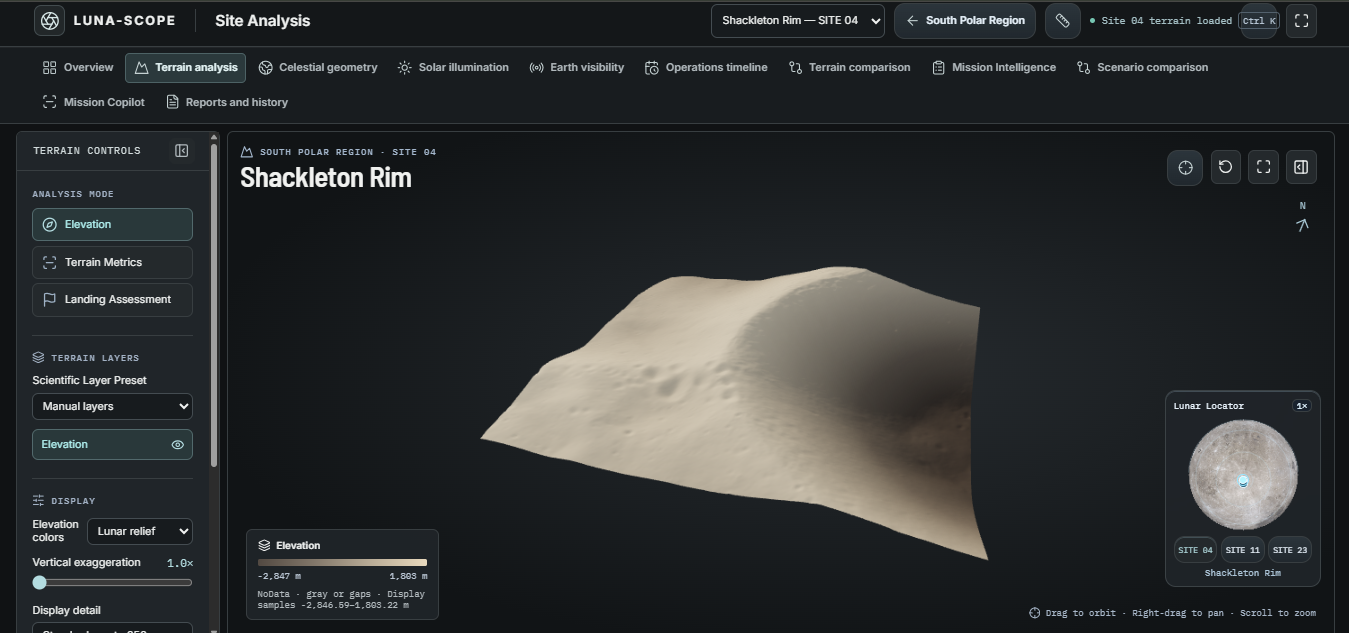 LUNA-SCOPE
Site Analysis
Shackleton Rim — SITE 04
South Polar Region
Site 04 terrain loaded
Ctrl K
Overview
Terrain analysis
Celestial geometry
Solar illumination
Earth visibility
Operations timeline
Terrain comparison
Mission Intelligence
Scenario comparison
Mission Copilot
Reports and history
TERRAIN CONTROLS
ANALYSIS MODE
Elevation
Terrain Metrics
Landing Assessment
TERRAIN LAYERS
Scientific Layer Preset
Manual layers
Elevation
DISPLAY
Elevation
colors
Lunar relief
Vertical exaggeration 1.0×
Display detail
SOUTH POLAR REGION · SITE 04
Shackleton Rim
N
Elevation
-2,847 m 1,803 m
NoData · gray or gaps · Display
samples -2,846.59–1,803.22 m
Lunar Locator 1×
SITE 04 SITE 11 SITE 23
Shackleton Rim
Drag to orbit · Right-drag to pan · Scroll to zoom